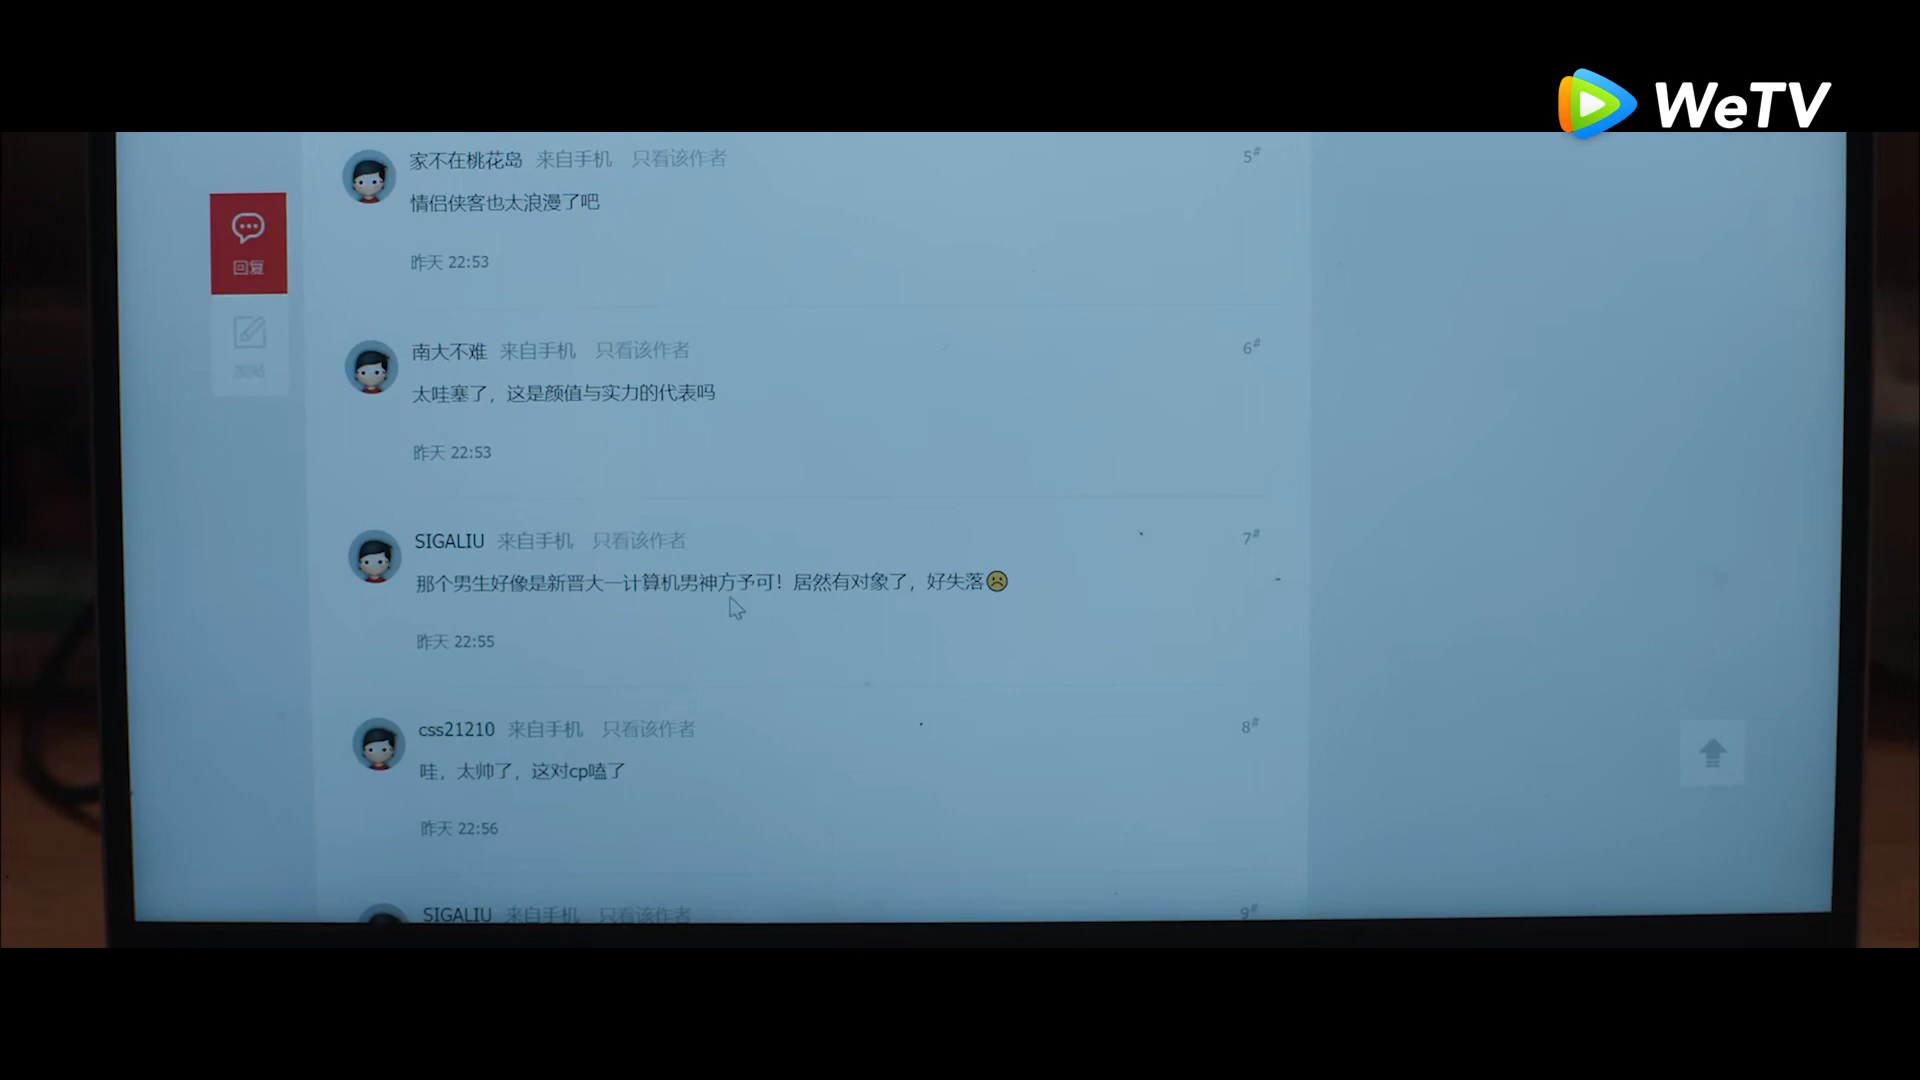 WeTV
家不在桃花岛 来自手机 只看该作者 5#
情侣侠客也太浪漫了吧
昨天 22:53
回复
南大不难 来自手机 只看该作者 6#
太哇塞了，这是颜值与实力的代表吗
昨天 22:53
SIGALIU 来自手机 只看该作者 7#
那个男生好像是新晋大一计算机男神方予可！居然有对象了，好失落☹
昨天 22:55
css21210 来自手机 只看该作者 8#
哇，太帅了，这对cp嗑了
昨天 22:56
SIGALIU 来自手机 只看该作者 9#